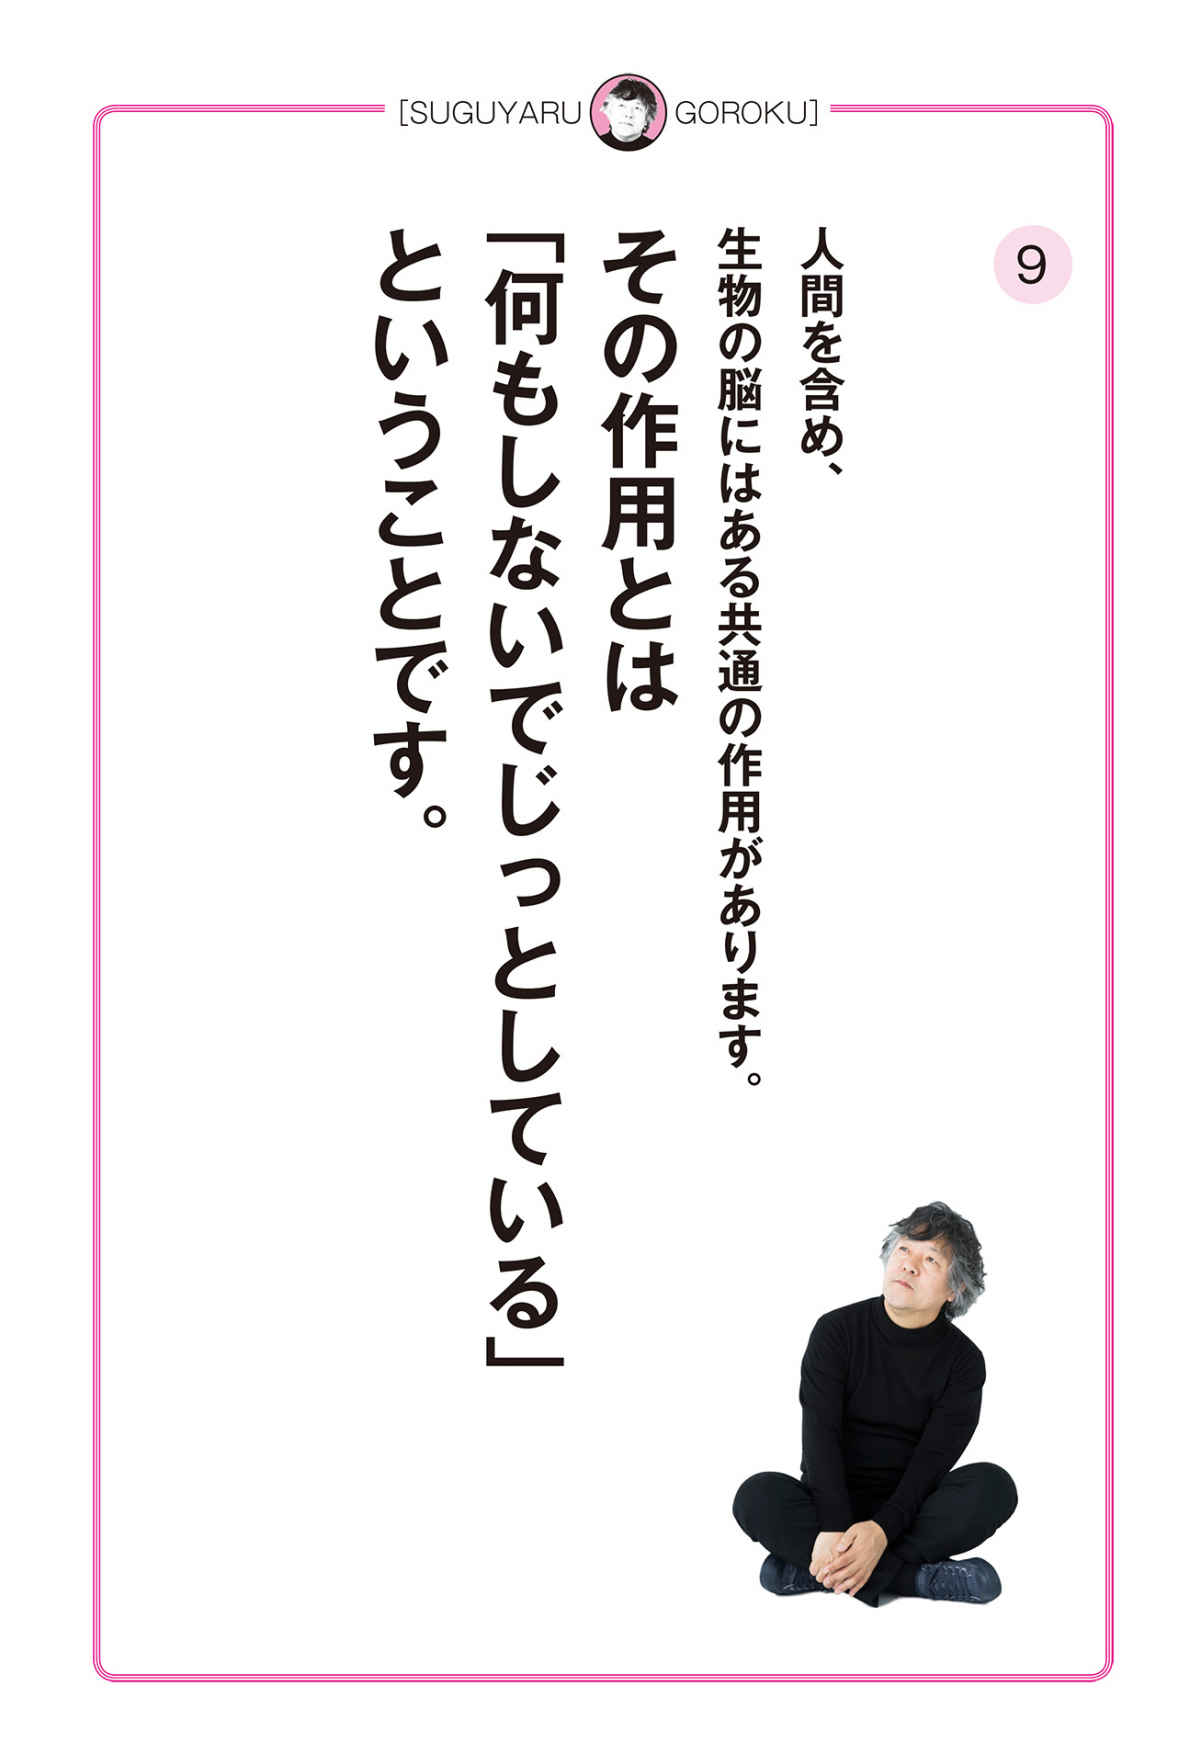 [SUGUYARU GOROKU]
9
人間を含め、
生物の脳にはある共通の作用があります。
その作用とは
「何もしないでじっとしている」
ということです。